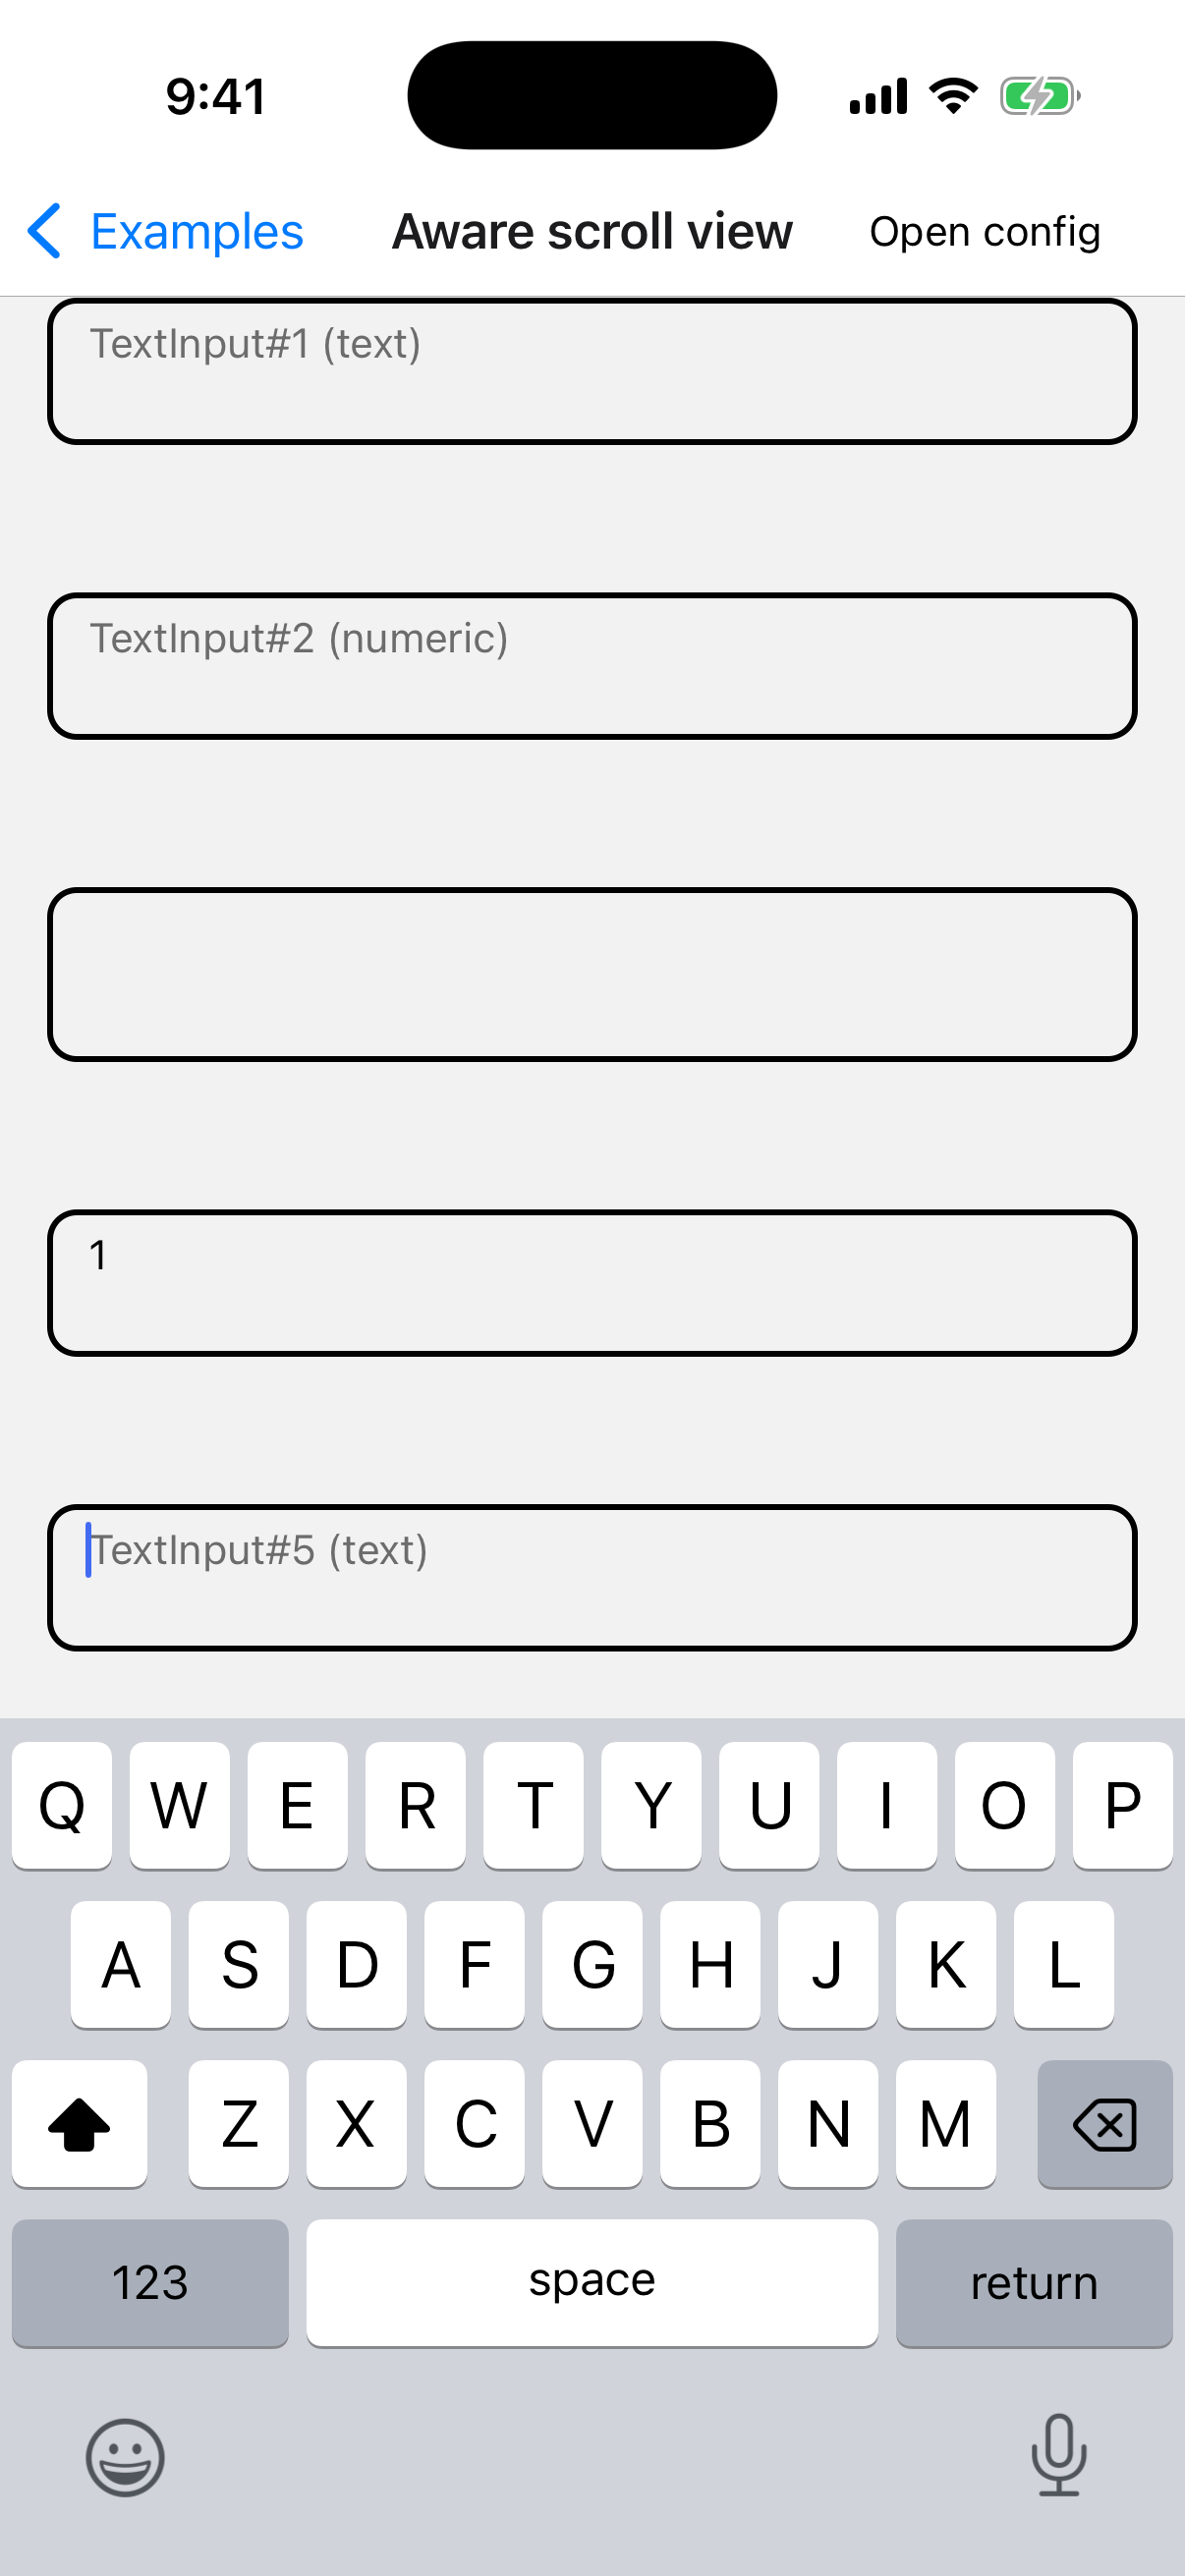 9:41
Examples
Aware scroll view
Open config
TextInput#1 (text)
TextInput#2 (numeric)
1
TextInput#5 (text)
Q W E R T Y U I O P
A S D F G H J K L
Z X C V B N M
123 space return